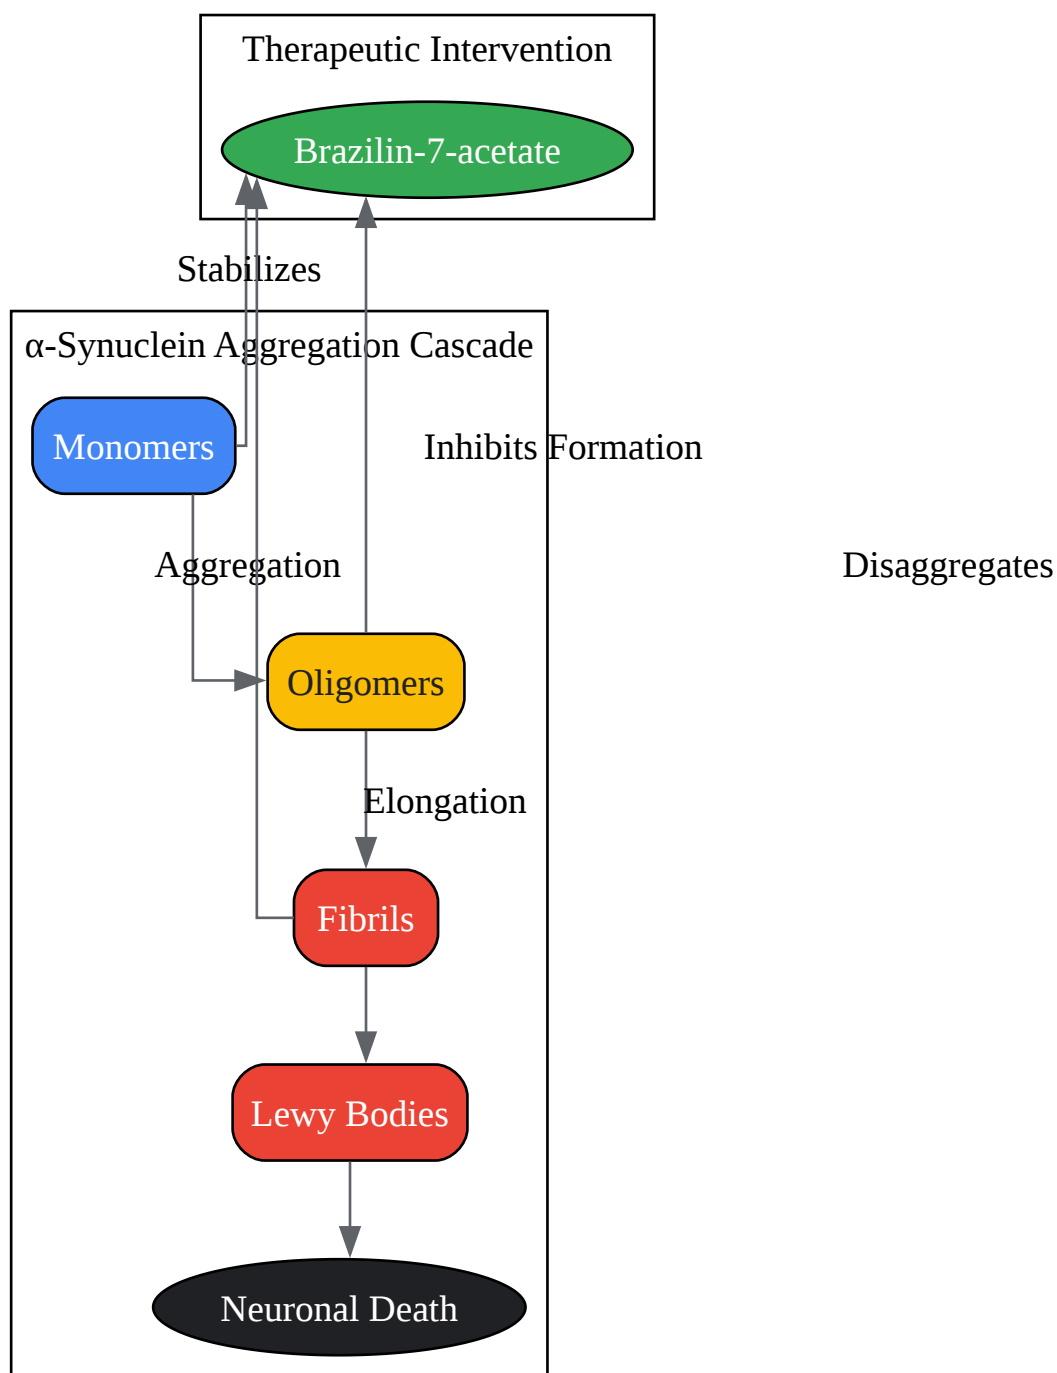 Therapeutic Intervention
Brazilin-7-acetate
Stabilizes
α-Synuclein Aggregation Cascade
Monomers
Inhibits Formation
Aggregation
Disaggregates
Oligomers
Elongation
Fibrils
Lewy Bodies
Neuronal Death